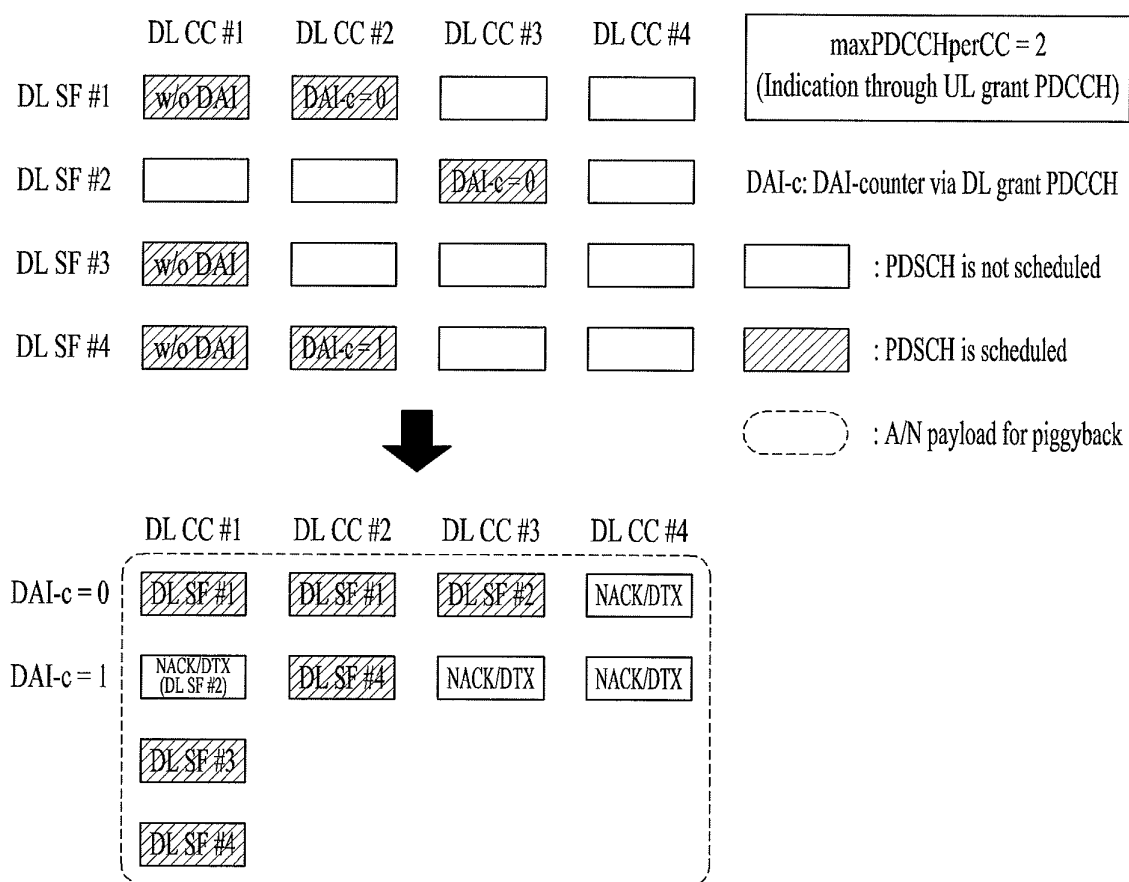 DL CC #1 DL CC #2 DL CC #3 DL CC #4
maxPDCCHperCC = 2
(Indication through UL grant PDCCH)
DL SF #1 w/o DAI DAI-c = 0
DL SF #2 DAI-c = 0
DAI-c: DAI-counter via DL grant PDCCH
DL SF #3 w/o DAI
: PDSCH is not scheduled
DL SF #4 w/o DAI DAI-c = 1
: PDSCH is scheduled
: A/N payload for piggyback
DL CC #1 DL CC #2 DL CC #3 DL CC #4
DAI-c = 0 DL SF #1 DL SF #1 DL SF #2 NACK/DTX
DAI-c = 1 NACK/DTX
(DL SF #2) DL SF #4 NACK/DTX NACK/DTX
DL SF #3
DL SF #4